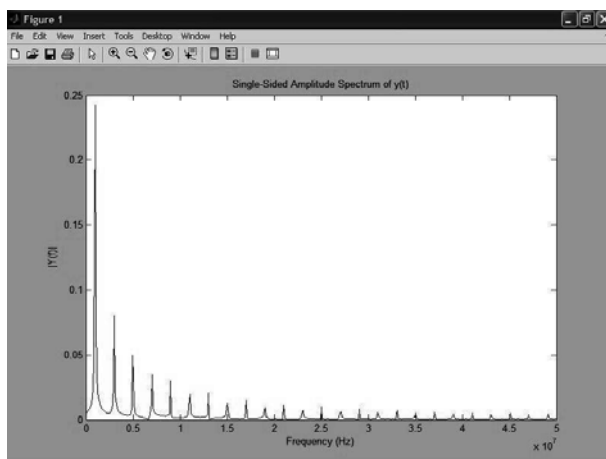 Figure 1
File Edit View Insert Tools Desktop Window Help
Single-Sided Amplitude Spectrum of y(t)
0.25
0.2
0.15
|Y(f)|
0.1
0.05
0
0 0.5 1 1.5 2 2.5 3 3.5 4 4.5 5
Frequency (Hz)
x 10^7